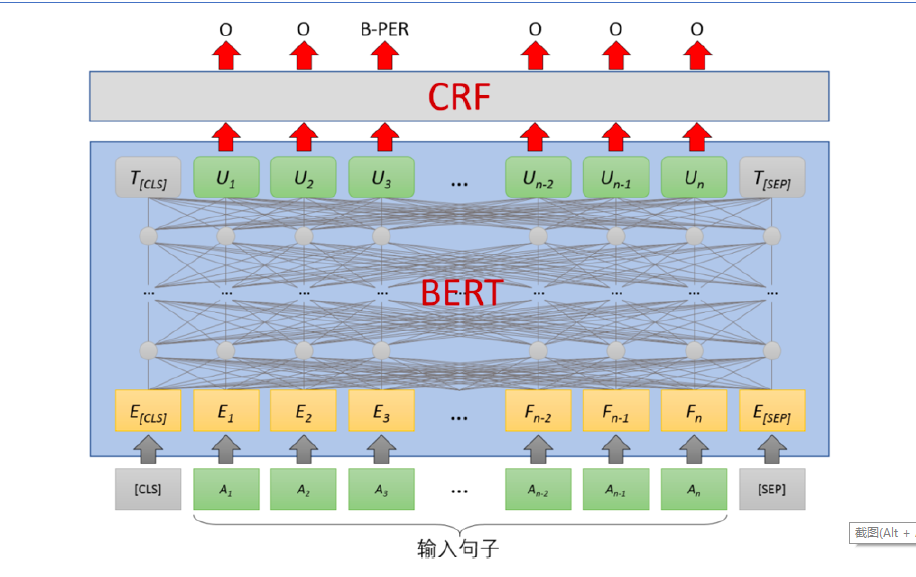 O O B-PER O O O
CRF
T[CLS] U1 U2 U3 ... Un-2 Un-1 Un T[SEP]
... ... ... ... ... ... ... ...
BERT
E[CLS] E1 E2 E3 ... Fn-2 Fn-1 Fn E[SEP]
[CLS] A1 A2 A3 ... An-2 An-1 An [SEP]
截图(Alt +
输入句子